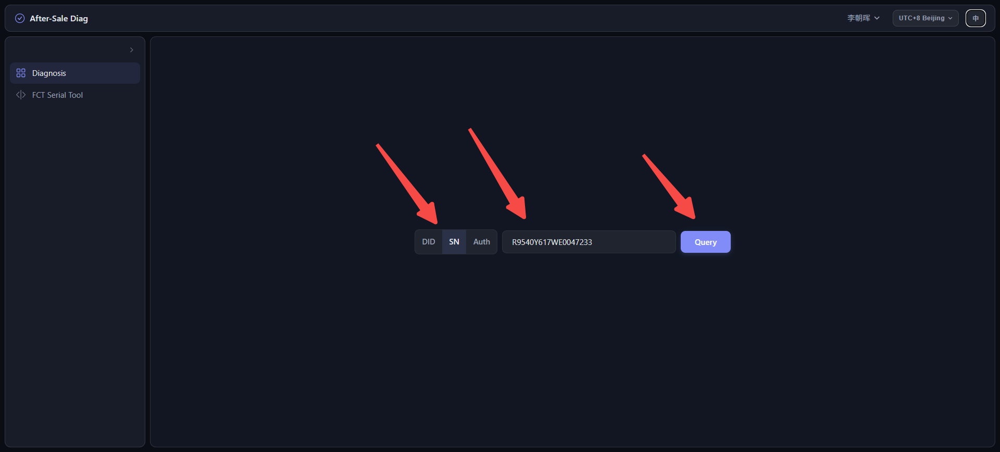 After-Sale Diag
李朝晖
UTC+8 Beijing
中
Diagnosis
FCT Serial Tool
DID
SN
Auth
R9540Y617WE0047233
Query